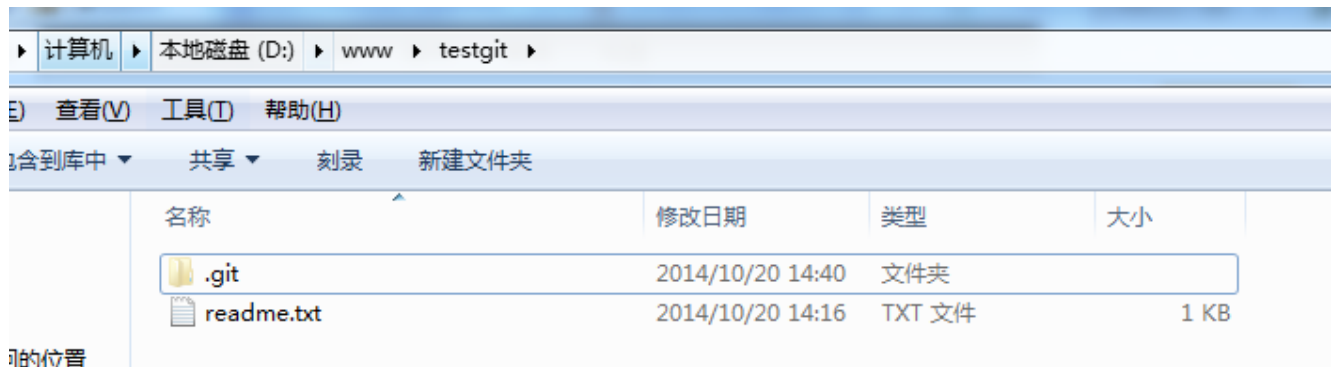 计算机 本地磁盘 (D:) www testgit
查看(V) 工具(T) 帮助(H)
含到库中 共享 刻录 新建文件夹
名称 修改日期 类型 大小
.git 2014/10/20 14:40 文件夹
readme.txt 2014/10/20 14:16 TXT 文件 1 KB
的位置